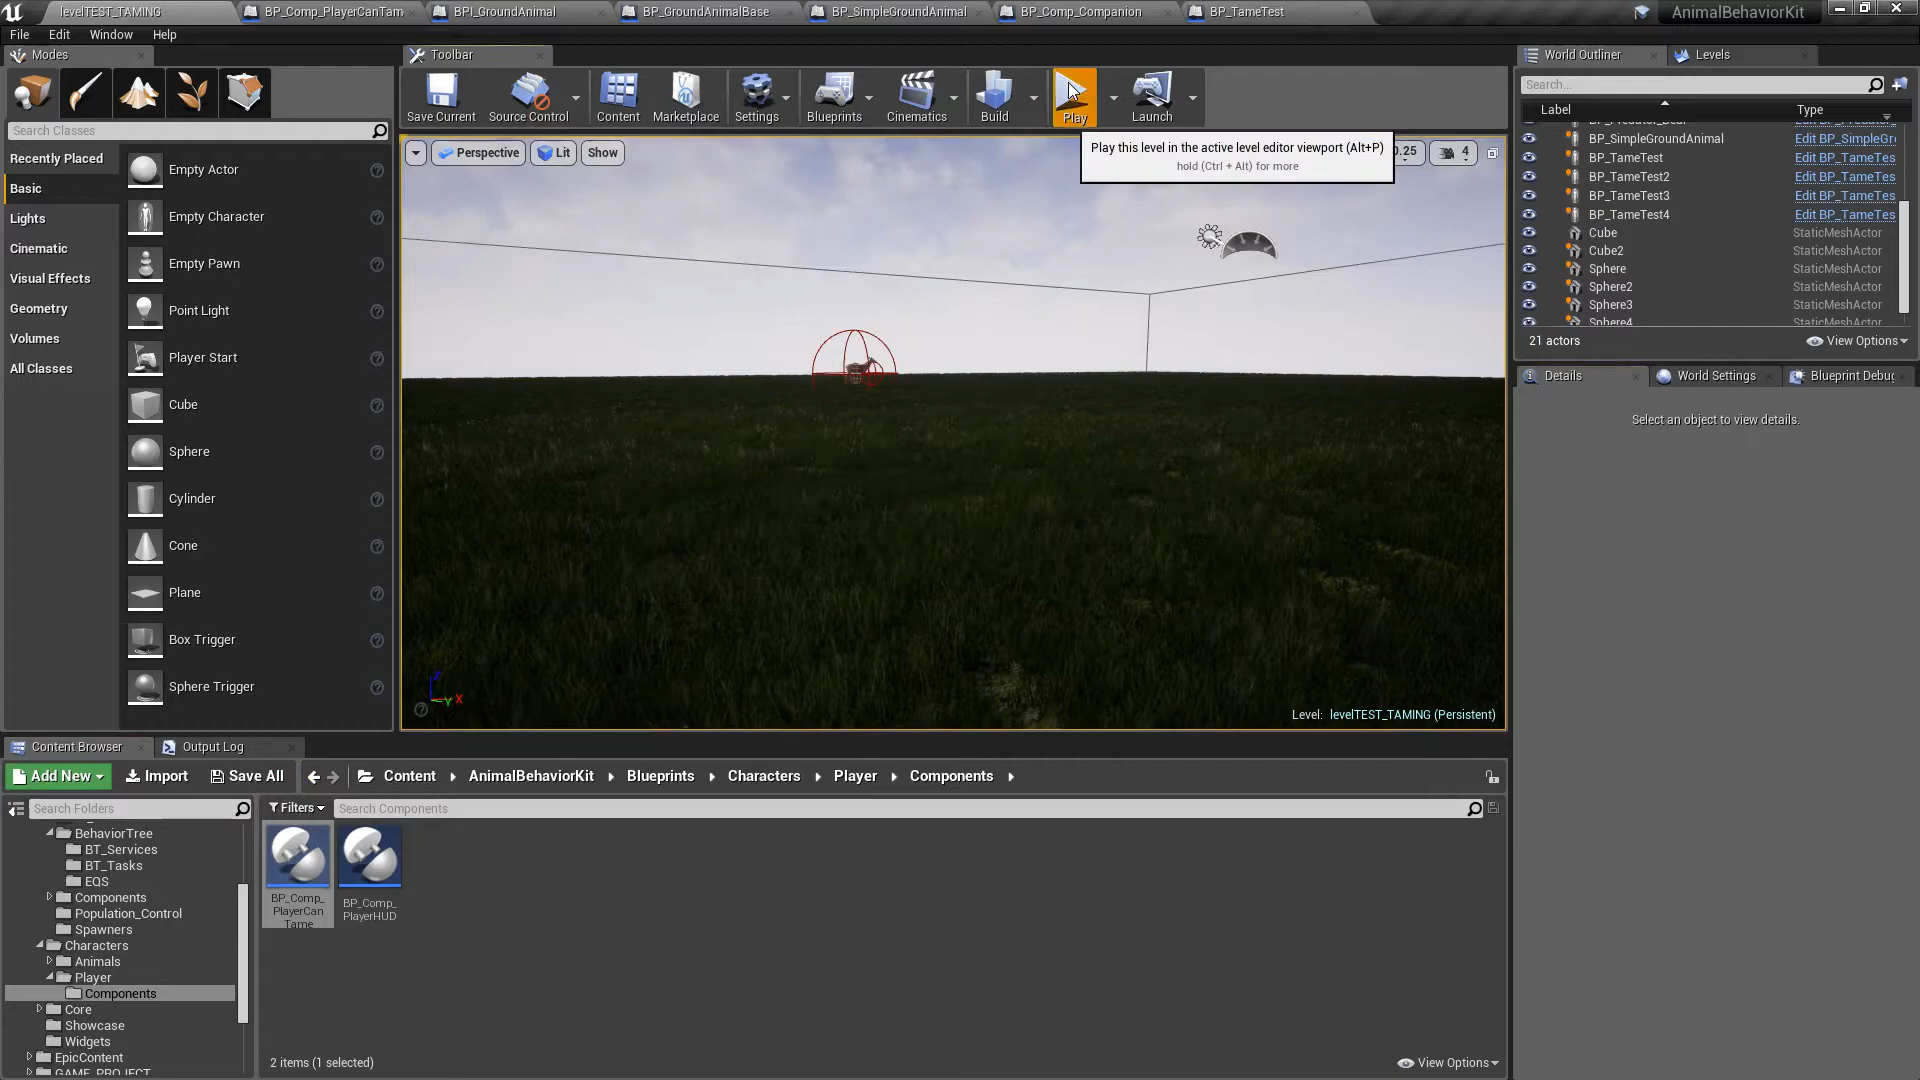 levelTEST_TAMING
BP_Comp_PlayerCanTam
BPI_GroundAnimal
BP_GroundAnimalBase
BP_SimpleGroundAnimal
BP_Comp_Companion
BP_TameTest
AnimalBehaviorKit
File
Edit
Window
Help
Modes
Toolbar
World Outliner
Levels
Save Current
Source Control
Content
Marketplace
Settings
Blueprints
Cinematics
Build
Play
Launch
Search...
Label
Type
Search Classes
Recently Placed
Basic
Lights
Cinematic
Visual Effects
Geometry
Volumes
All Classes
Empty Actor
Empty Character
Empty Pawn
Point Light
Player Start
Cube
Sphere
Cylinder
Cone
Plane
Box Trigger
Sphere Trigger
Perspective
Lit
Show
Play this level in the active level editor viewport (Alt+P)
hold (Ctrl + Alt) for more
0.25
4
BP_SimpleGroundAnimal
Edit BP_SimpleGr
BP_TameTest
Edit BP_TameTes
BP_TameTest2
Edit BP_TameTes
BP_TameTest3
Edit BP_TameTes
BP_TameTest4
Edit BP_TameTes
Cube
StaticMeshActor
Cube2
StaticMeshActor
Sphere
StaticMeshActor
Sphere2
StaticMeshActor
Sphere3
StaticMeshActor
Sphere4
StaticMeshActor
21 actors
View Options
Details
World Settings
Blueprint Debug
Select an object to view details.
Z
Y
X
Level: levelTEST_TAMING (Persistent)
Content Browser
Output Log
Add New
Import
Save All
Content
AnimalBehaviorKit
Blueprints
Characters
Player
Components
Search Folders
Filters
Search Components
BehaviorTree
BT_Services
BT_Tasks
EQS
Components
Population_Control
Spawners
Characters
Animals
Player
Components
Core
Showcase
Widgets
EpicContent
GAME_PROJECT
BP_Comp_
PlayerCan
Tame
BP_Comp_
PlayerHUD
2 items (1 selected)
View Options